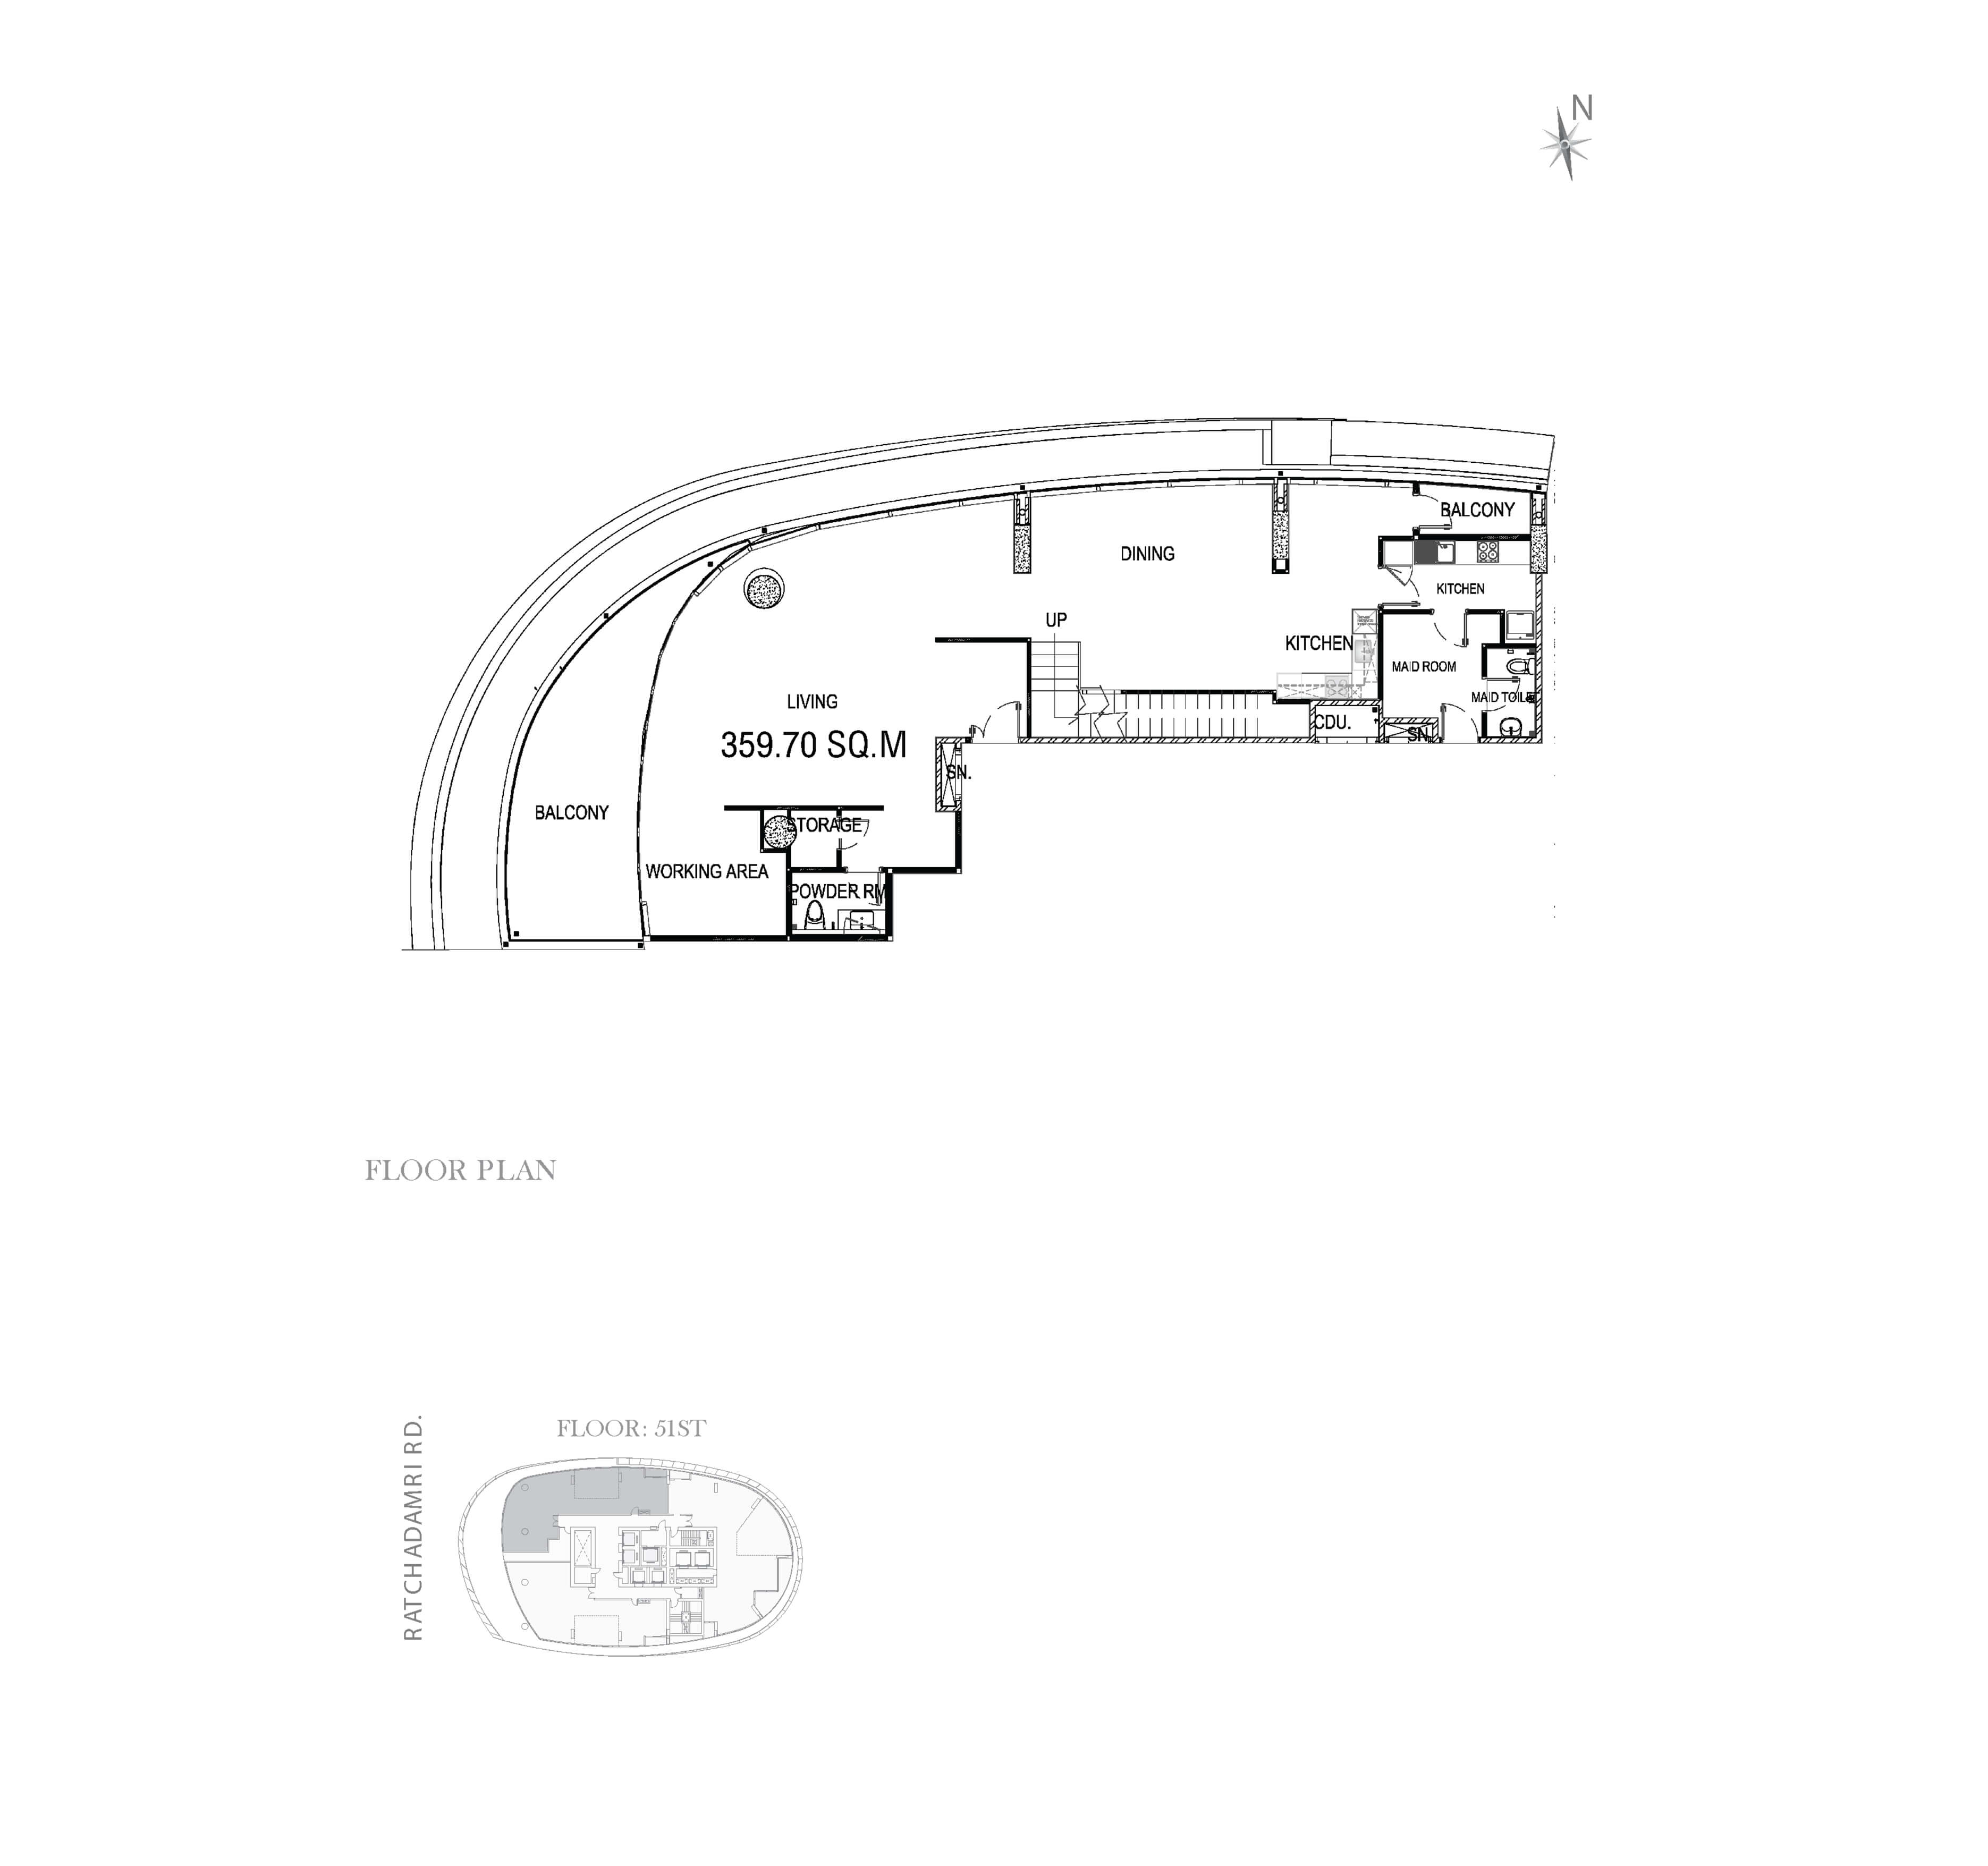 N
BALCONY
DINING
KITCHEN
UP
KITCHEN
MAID ROOM
MAID TOILET
LIVING
CDU.
SN.
359.70 SQ.M
SN.
BALCONY
STORAGE
WORKING AREA
POWDER RM
FLOOR PLAN
RATCHADAMRI RD.
FLOOR: 51ST